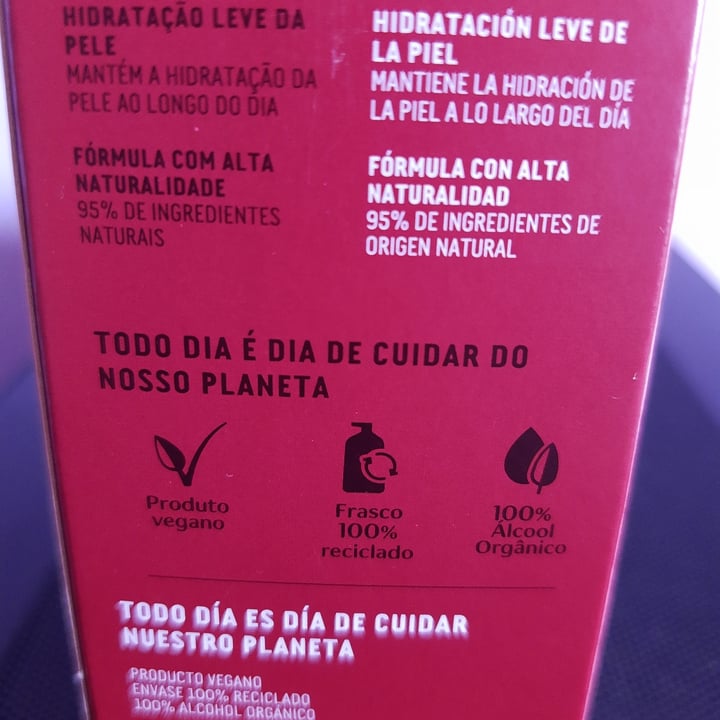 HIDRATAÇÃO LEVE DA
PELE
MANTÉM A HIDRATAÇÃO DA
PELE AO LONGO DO DIA
FÓRMULA COM ALTA
NATURALIDADE
95% DE INGREDIENTES
NATURAIS
HIDRATACIÓN LEVE DE
LA PIEL
MANTIENE LA HIDRACIÓN DE
LA PIEL A LO LARGO DEL DÍA
FÓRMULA CON ALTA
NATURALIDAD
95% DE INGREDIENTES DE
ORIGEN NATURAL
TODO DIA É DIA DE CUIDAR DO
NOSSO PLANETA
Produto
vegano
Frasco
100%
reciclado
100%
Álcool
Orgânico
TODO DÍA ES DÍA DE CUIDAR
NUESTRO PLANETA
PRODUCTO VEGANO
ENVASE 100% RECICLADO
100% ALCOHOL ORGÁNICO